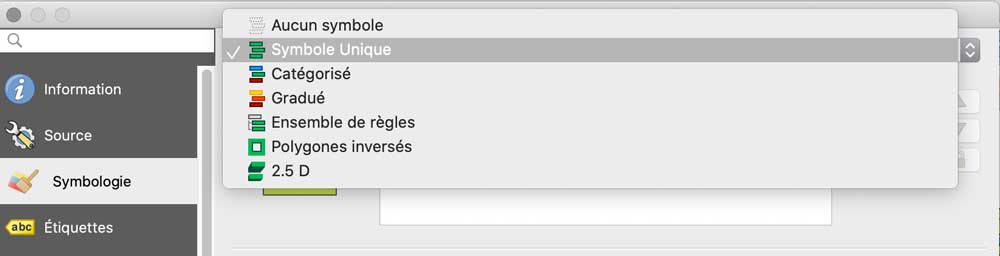 Aucun symbole
Symbole Unique
Catégorisé
Gradué
Ensemble de règles
Polygones inversés
2.5 D
Information
Source
Symbologie
abc Étiquettes